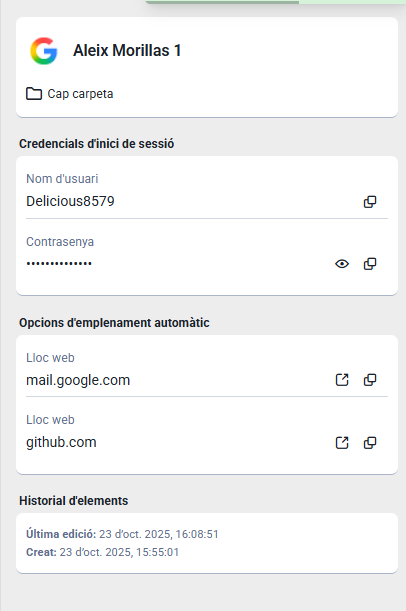 Aleix Morillas 1
Cap carpeta
Credencials d'inici de sessió
Nom d'usuari
Delicious8579
Contrasenya
••••••••••••••
Opcions d'emplenament automàtic
Lloc web
mail.google.com
Lloc web
github.com
Historial d'elements
Última edició: 23 d'oct. 2025, 16:08:51
Creat: 23 d'oct. 2025, 15:55:01